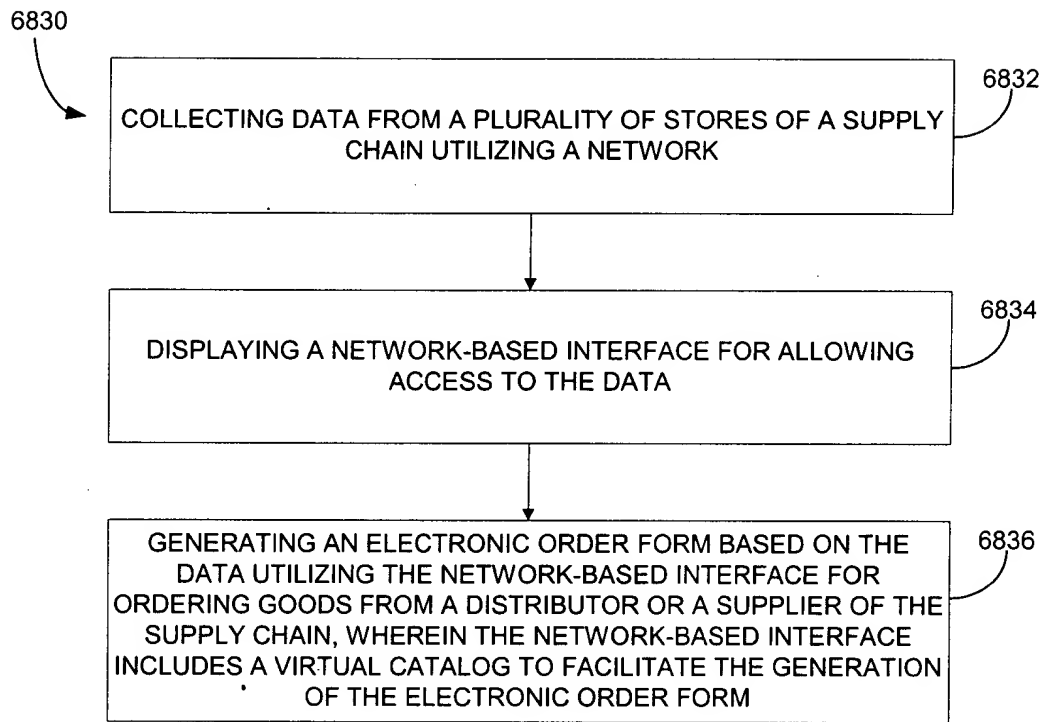 6830
6832
COLLECTING DATA FROM A PLURALITY OF STORES OF A SUPPLY
CHAIN UTILIZING A NETWORK
6834
DISPLAYING A NETWORK-BASED INTERFACE FOR ALLOWING
ACCESS TO THE DATA
6836
GENERATING AN ELECTRONIC ORDER FORM BASED ON THE
DATA UTILIZING THE NETWORK-BASED INTERFACE FOR
ORDERING GOODS FROM A DISTRIBUTOR OR A SUPPLIER OF THE
SUPPLY CHAIN, WHEREIN THE NETWORK-BASED INTERFACE
INCLUDES A VIRTUAL CATALOG TO FACILITATE THE GENERATION
OF THE ELECTRONIC ORDER FORM